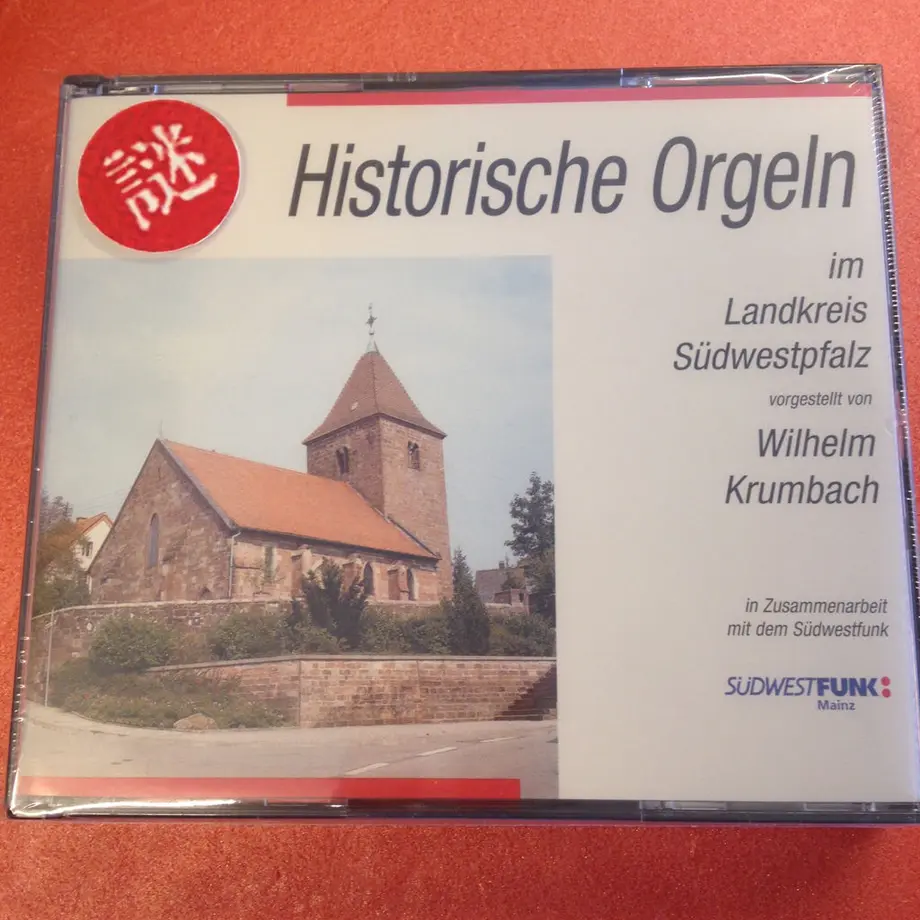 謎
Historische Orgeln
im
Landkreis
Südwestpfalz
vorgestellt von
Wilhelm
Krumbach
in Zusammenarbeit
mit dem Südwestfunk
SÜDWESTFUNK:
Mainz